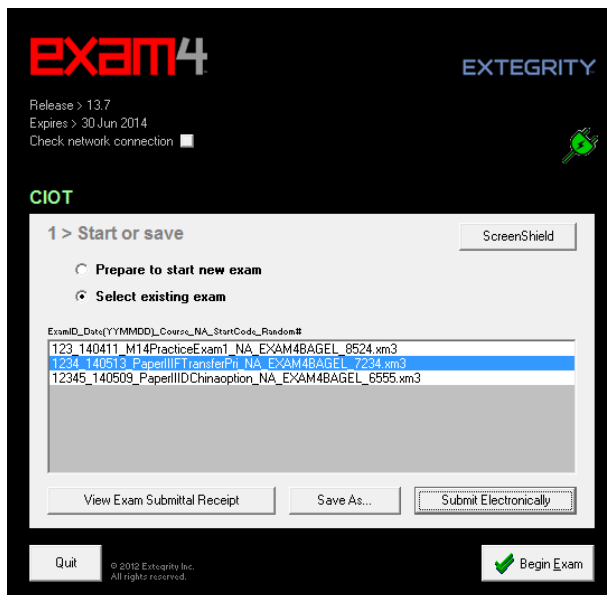 exam4
EXTEGRITY
Release > 13.7
Expires > 30 Jun 2014
Check network connection
CIOT
1 > Start or save
ScreenShield
Prepare to start new exam
Select existing exam
ExamID_Date(YYMMDD)_Course_NA_StartCode_Random#
123_140411_M14PracticeExam1_NA_EXAM4BAGEL_8524.xm3
1234_140513_PaperIIIFTransferPri_NA_EXAM4BAGEL_7234.xm3
12345_140509_PaperIIIDChinaoption_NA_EXAM4BAGEL_6555.xm3
View Exam Submittal Receipt
Save As...
Submit Electronically
Quit
© 2012 Extegrity Inc.
All rights reserved.
Begin Exam